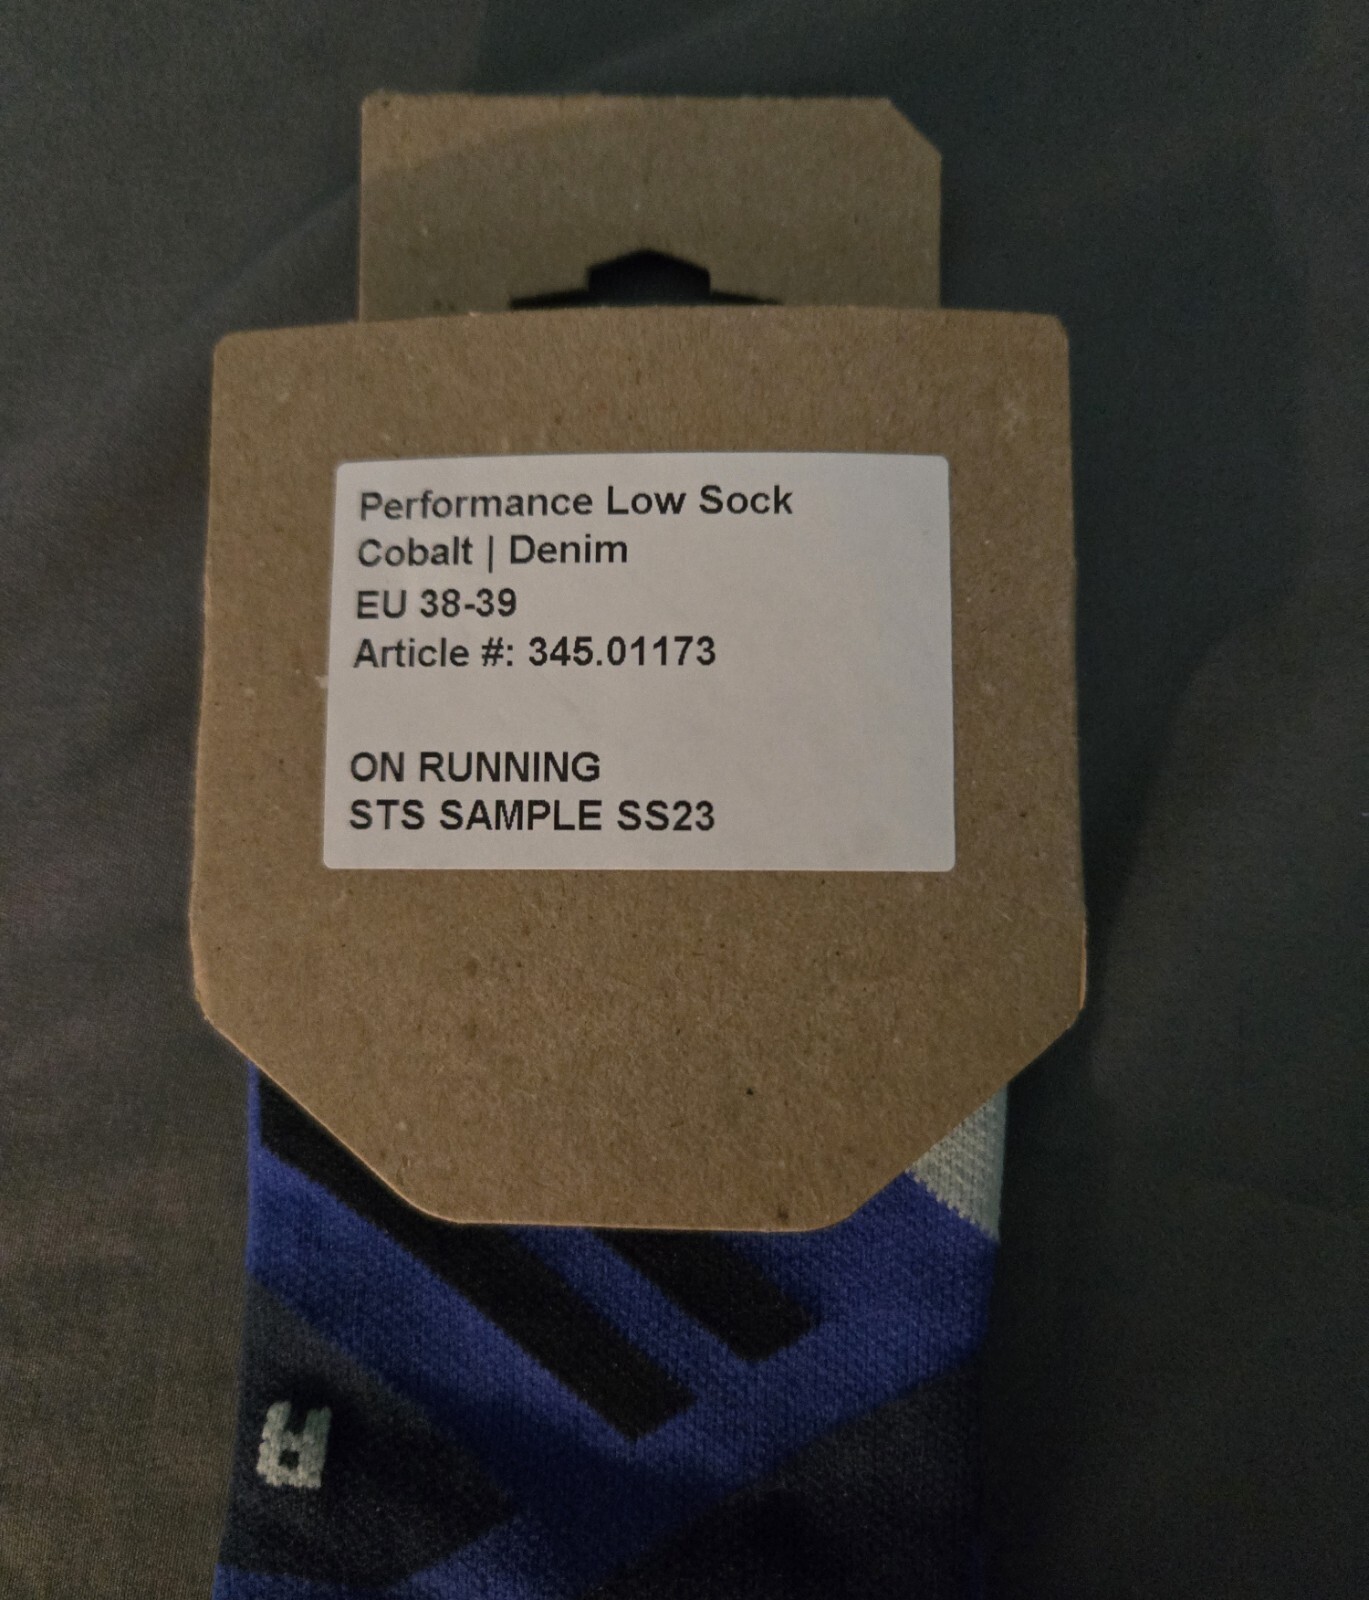 Performance Low Sock
Cobalt | Denim
EU 38-39
Article #: 345.01173
ON RUNNING
STS SAMPLE SS23
R